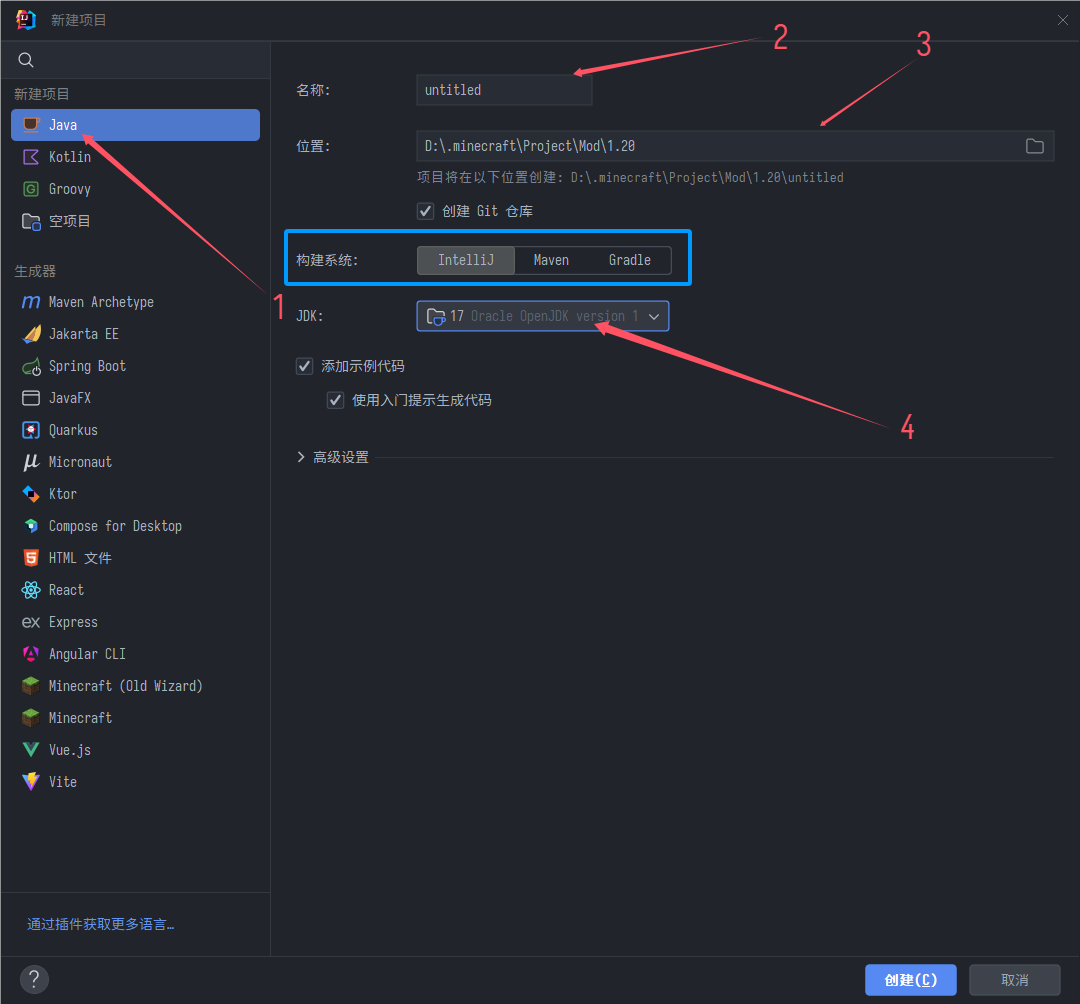 新建项目
新建项目
Java
Kotlin
Groovy
空项目
生成器
Maven Archetype
Jakarta EE
Spring Boot
JavaFX
Quarkus
Micronaut
Ktor
Compose for Desktop
HTML 文件
React
Express
Angular CLI
Minecraft (Old Wizard)
Minecraft
Vue.js
Vite
通过插件获取更多语言…
1
2
3
名称:
untitled
位置:
D:\.minecraft\Project\Mod\1.20
项目将在以下位置创建: D:\.minecraft\Project\Mod\1.20\untitled
创建 Git 仓库
构建系统:
IntelliJ Maven Gradle
JDK:
17 Oracle OpenJDK version 1
添加示例代码
使用入门提示生成代码
4
高级设置
?
创建(C)
取消